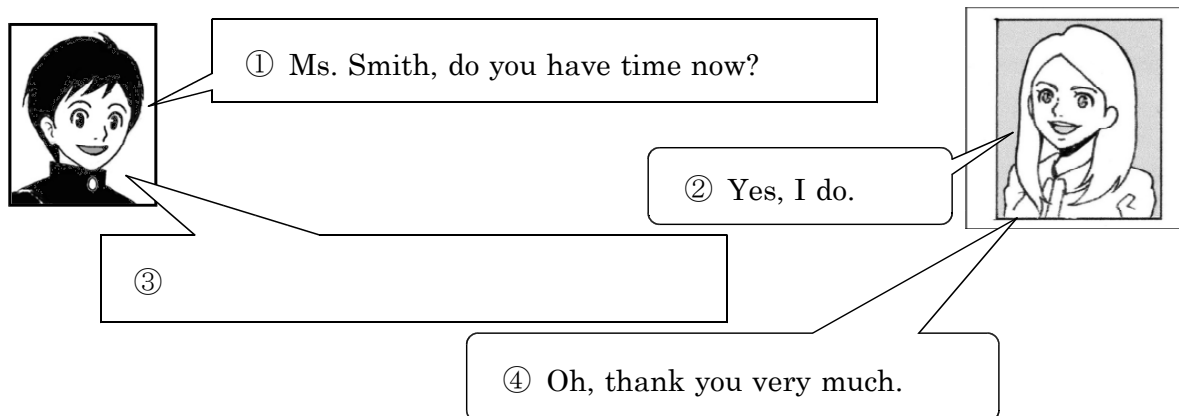 ① Ms. Smith, do you have time now?
② Yes, I do.
③
④ Oh, thank you very much.